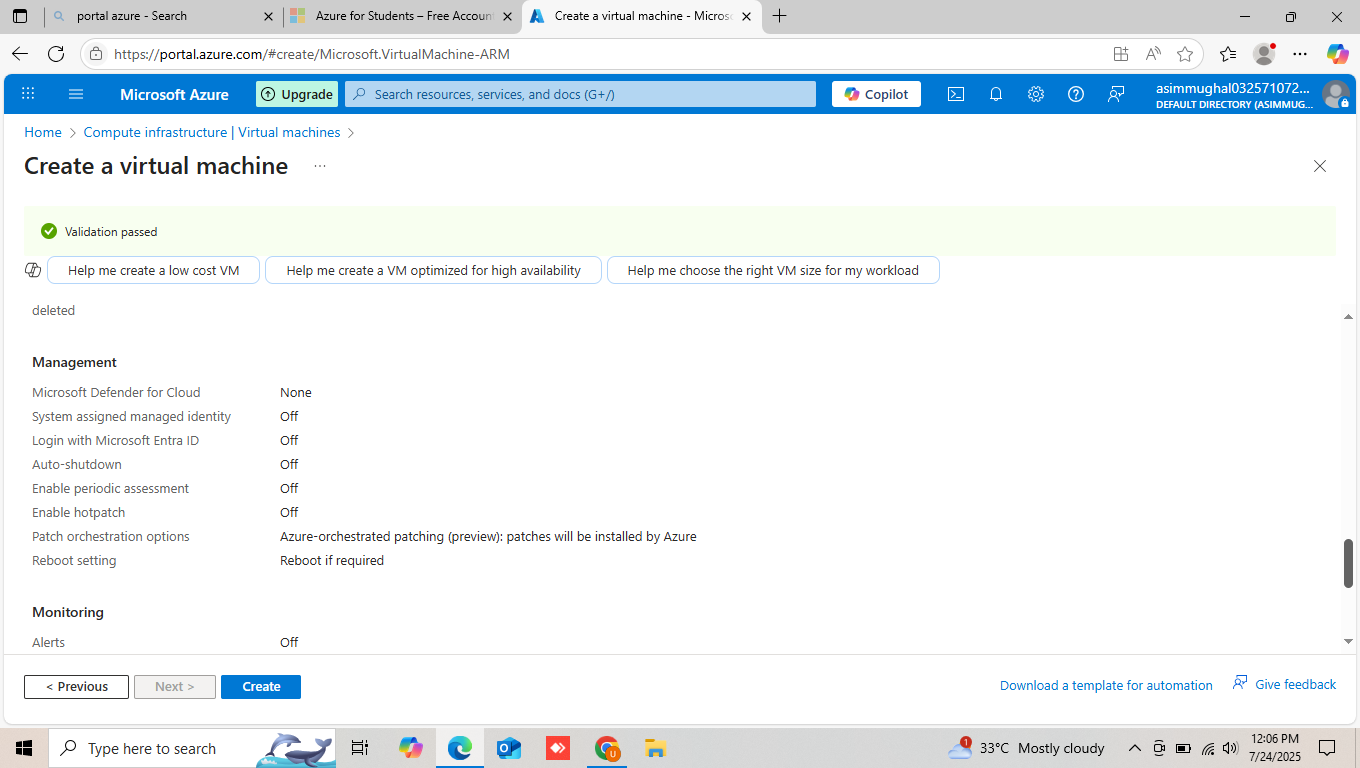 portal azure - Search
Azure for Students – Free Accoun
Create a virtual machine - Micros
https://portal.azure.com/#create/Microsoft.VirtualMachine-ARM
Microsoft Azure
Upgrade
Search resources, services, and docs (G+/)
Copilot
asimmughal032571072...
DEFAULT DIRECTORY (ASIMMUG...
Home > Compute infrastructure | Virtual machines >
Create a virtual machine ...
Validation passed
Help me create a low cost VM
Help me create a VM optimized for high availability
Help me choose the right VM size for my workload
deleted
Management
Microsoft Defender for Cloud None
System assigned managed identity Off
Login with Microsoft Entra ID Off
Auto-shutdown Off
Enable periodic assessment Off
Enable hotpatch Off
Patch orchestration options Azure-orchestrated patching (preview): patches will be installed by Azure
Reboot setting Reboot if required
Monitoring
Alerts Off
< Previous
Next >
Create
Download a template for automation
Give feedback
Type here to search
1
33°C Mostly cloudy
12:06 PM
7/24/2025